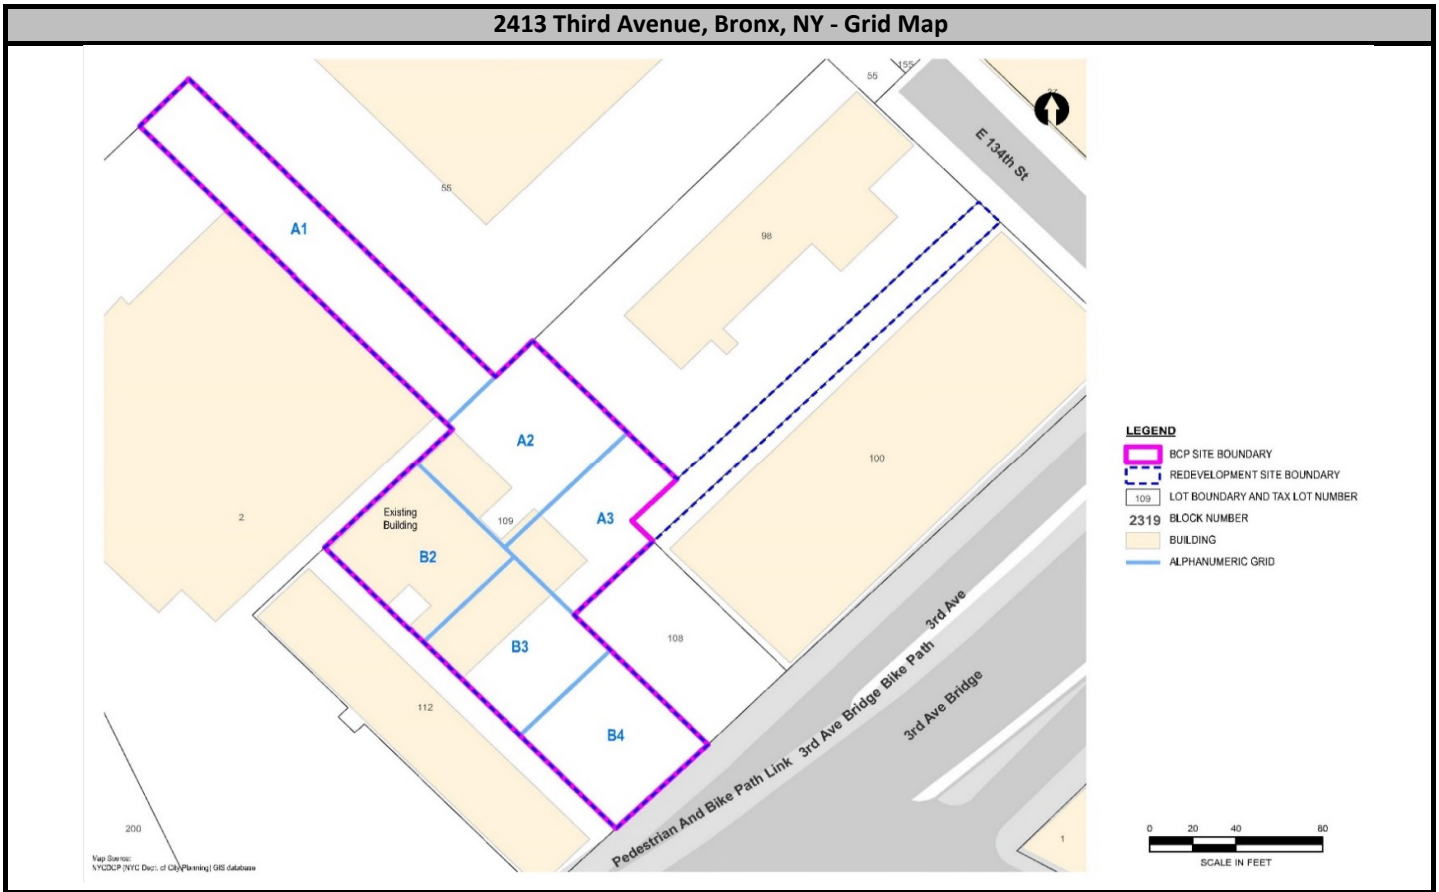 2413 Third Avenue, Bronx, NY - Grid Map
55
155
E 134th St
55
A1
98
A2
100
A3
109
Existing
Building
2
B2
3rd Ave
108
B3
3rd Ave Bridge Bike Path
3rd Ave Bridge
112
B4
Pedestrian And Bike Path Link
200
1
Map Source:
NYCDCP (NYC Dept. of City Planning) GIS database
LEGEND
BCP SITE BOUNDARY
REDEVELOPMENT SITE BOUNDARY
109 LOT BOUNDARY AND TAX LOT NUMBER
2319 BLOCK NUMBER
BUILDING
ALPHANUMERIC GRID
0 20 40 80
SCALE IN FEET